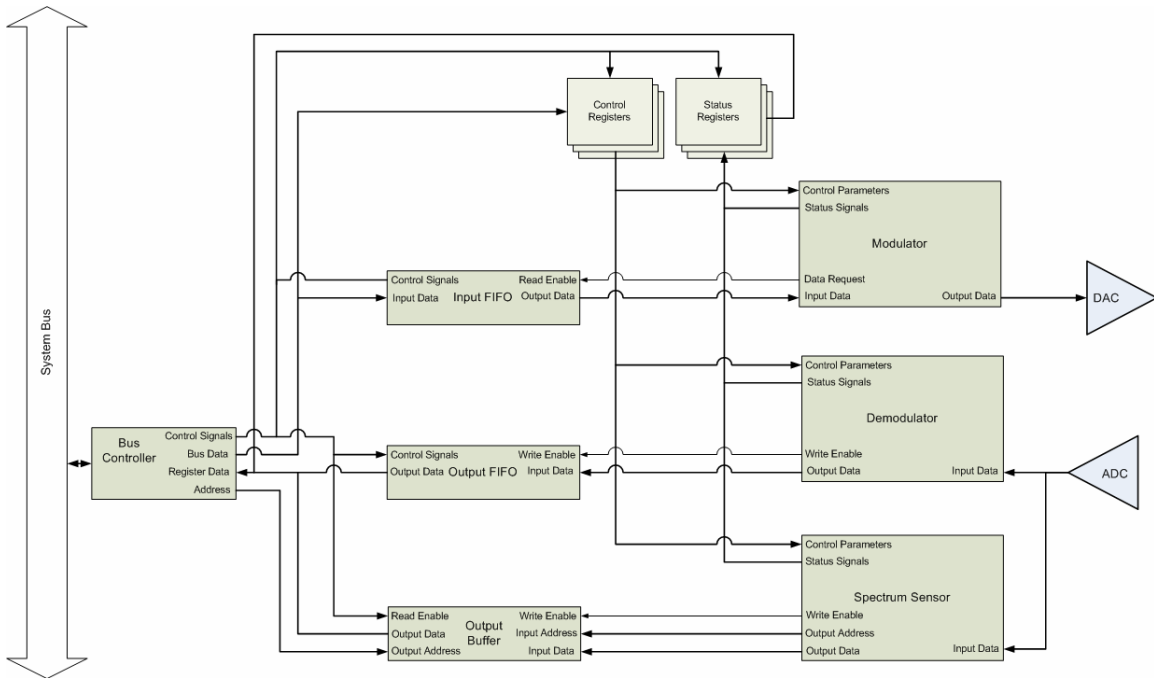 System Bus
Control
Registers
Status
Registers
Control Parameters
Status Signals
Modulator
Data Request
Input Data
Output Data
DAC
Control Signals
Input Data
Input FIFO
Read Enable
Output Data
Bus
Controller
Control Signals
Bus Data
Register Data
Address
Control Signals
Output Data
Output FIFO
Write Enable
Input Data
Control Parameters
Status Signals
Demodulator
Write Enable
Output Data
Input Data
ADC
Read Enable
Output Data
Output Address
Output
Buffer
Write Enable
Input Address
Input Data
Control Parameters
Status Signals
Spectrum Sensor
Write Enable
Output Address
Output Data
Input Data